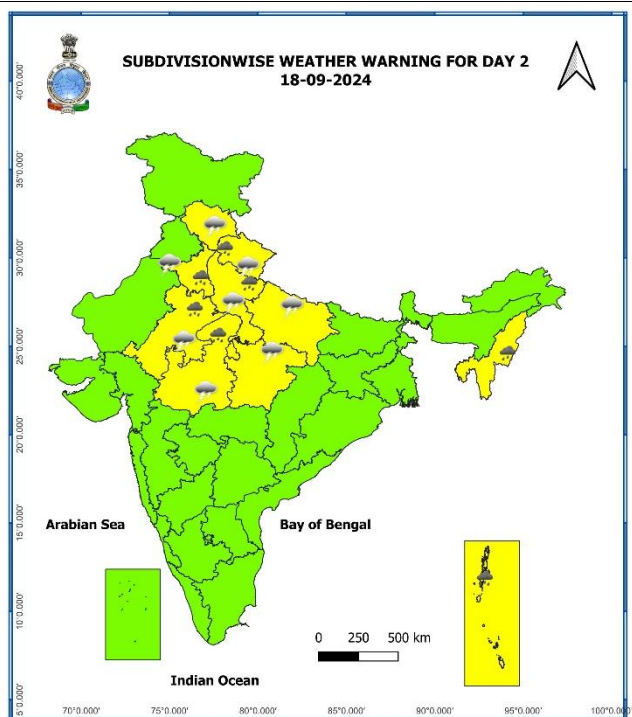 SUBDIVISIONWISE WEATHER WARNING FOR DAY 2
18-09-2024
40°0.000'
35°0.000'
30°0.000'
25°0.000'
20°0.000'
15°0.000'
10°0.000'
5°0.000'
Arabian Sea
Bay of Bengal
0 250 500 km
Indian Ocean
70°0.000' 75°0.000' 80°0.000' 85°0.000' 90°0.000' 95°0.000' 100°0.000'